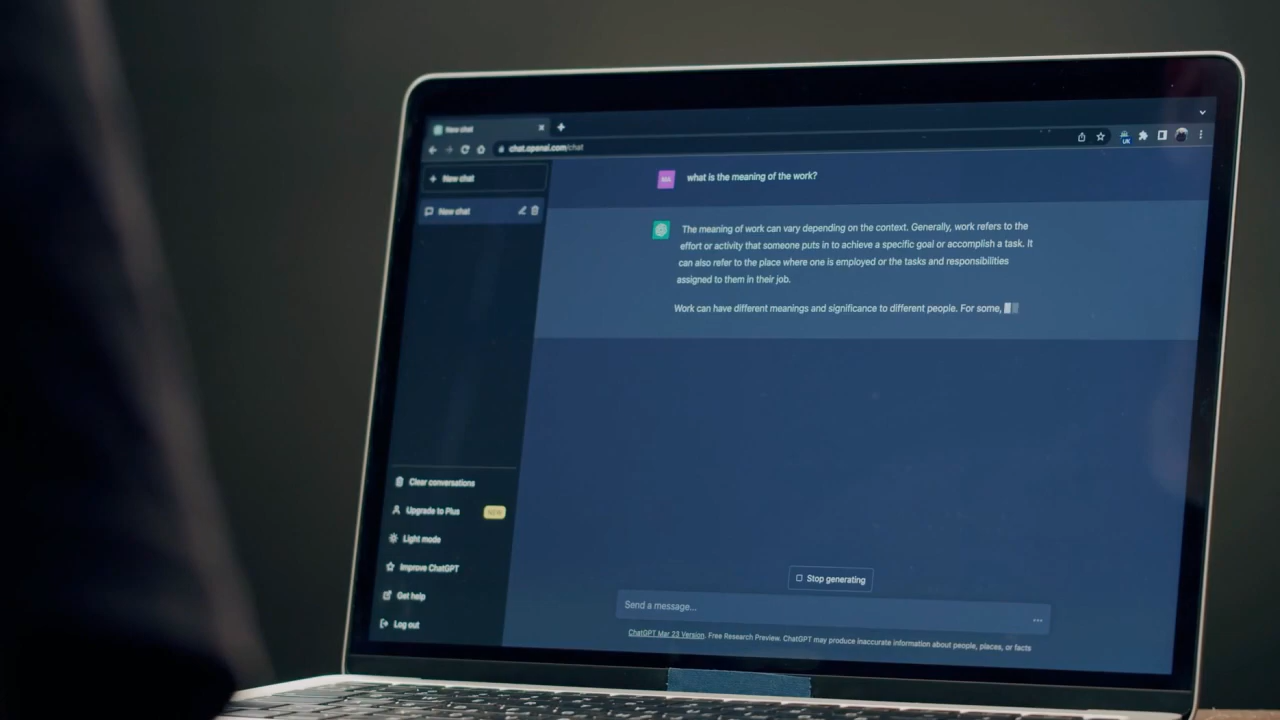 New chat
chat.openai.com/chat
UK
New chat
New chat
MA
what is the meaning of the work?
The meaning of work can vary depending on the context. Generally, work refers to the
effort or activity that someone puts in to achieve a specific goal or accomplish a task. It
can also refer to the place where one is employed or the tasks and responsibilities
assigned to them in their job.
Work can have different meanings and significance to different people. For some,
Clear conversations
Upgrade to Plus
NEW
Light mode
Improve ChatGPT
Get help
Log out
Stop generating
Send a message...
ChatGPT Mar 23 Version. Free Research Preview. ChatGPT may produce inaccurate information about people, places, or facts